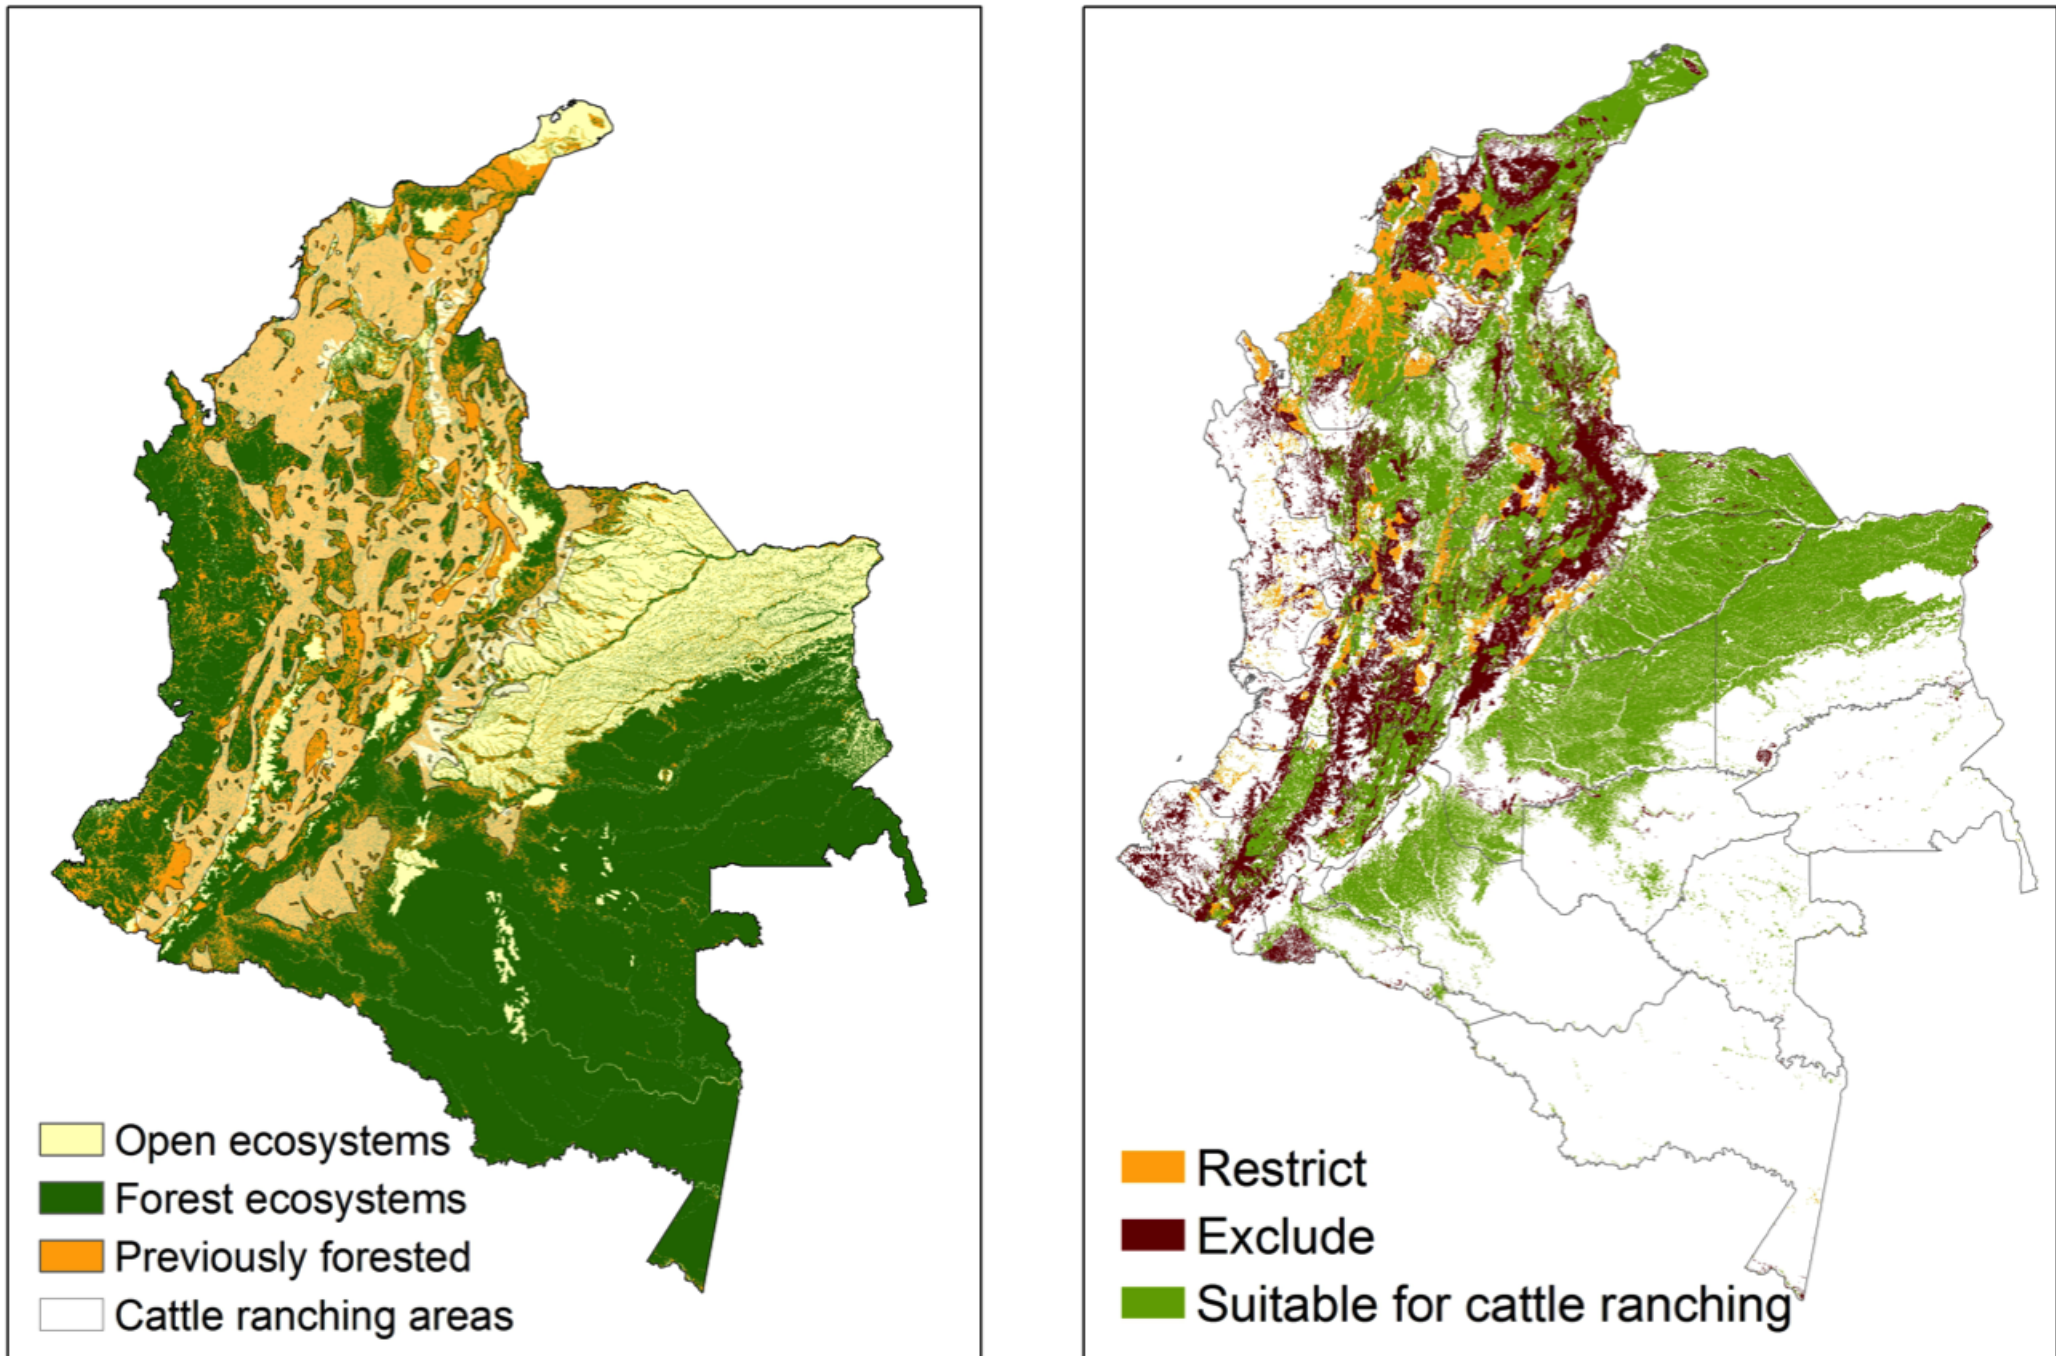 Open ecosystems
Forest ecosystems
Previously forested
Cattle ranching areas
Restrict
Exclude
Suitable for cattle ranching